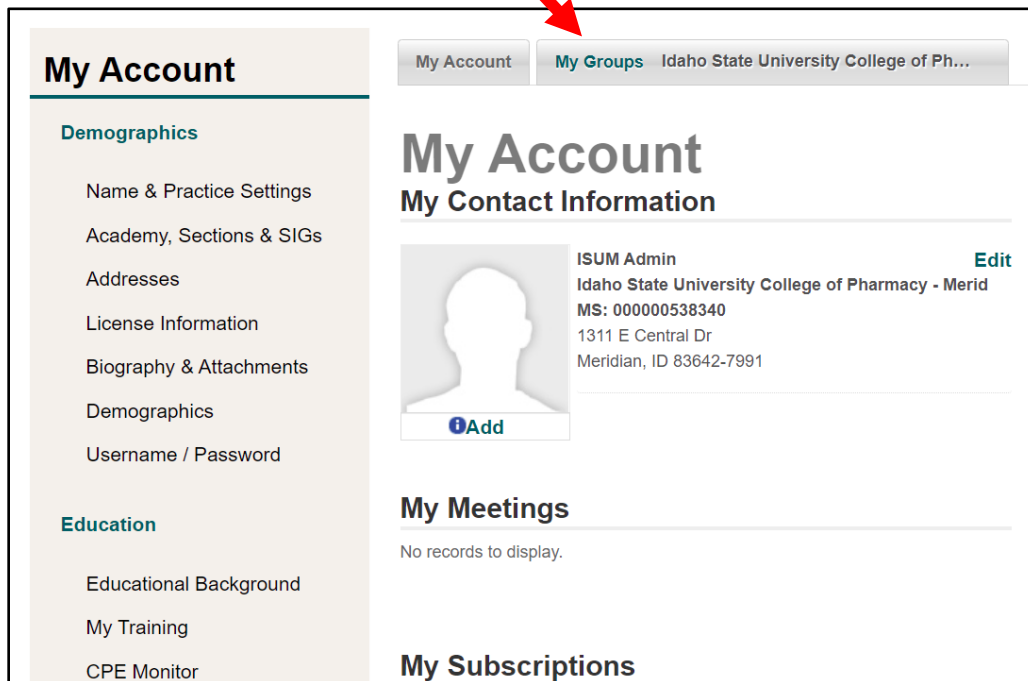 My Account
Demographics
Name & Practice Settings
Academy, Sections & SIGs
Addresses
License Information
Biography & Attachments
Demographics
Username / Password
Education
Educational Background
My Training
CPE Monitor
My Account
My Groups Idaho State University College of Ph...
My Account
My Contact Information
ISUM Admin
Edit
Idaho State University College of Pharmacy - Merid
MS: 000000538340
1311 E Central Dr
Meridian, ID 83642-7991
Add
My Meetings
No records to display.
My Subscriptions